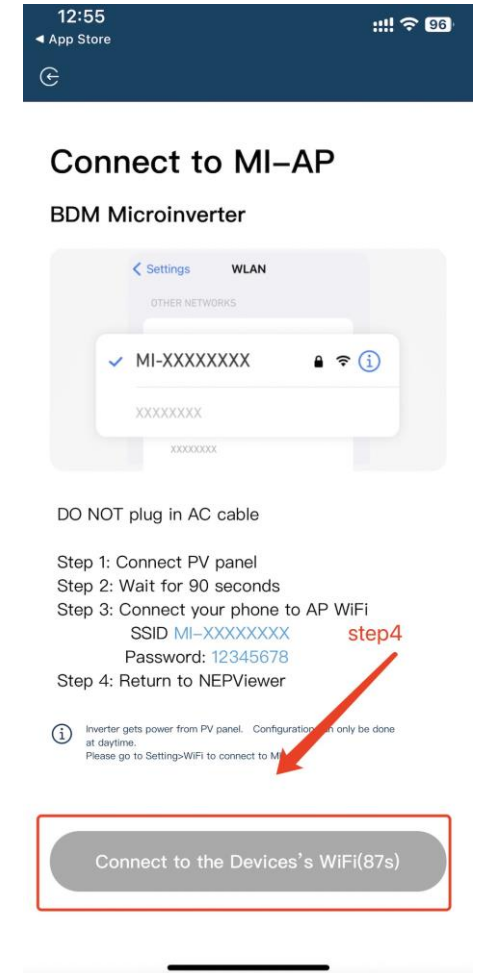 12:55
96
◀ App Store
Connect to MI–AP
BDM Microinverter
Settings WLAN
OTHER NETWORKS
MI-XXXXXXXX
XXXXXXXX
XXXXXXXX
DO NOT plug in AC cable
Step 1: Connect PV panel
Step 2: Wait for 90 seconds
Step 3: Connect your phone to AP WiFi
SSID MI–XXXXXXXX
step4
Password: 12345678
Step 4: Return to NEPViewer
Inverter gets power from PV panel. Configuration only be done
at daytime.
Please go to Setting>WiFi to connect to
Connect to the Devices's WiFi(87s)